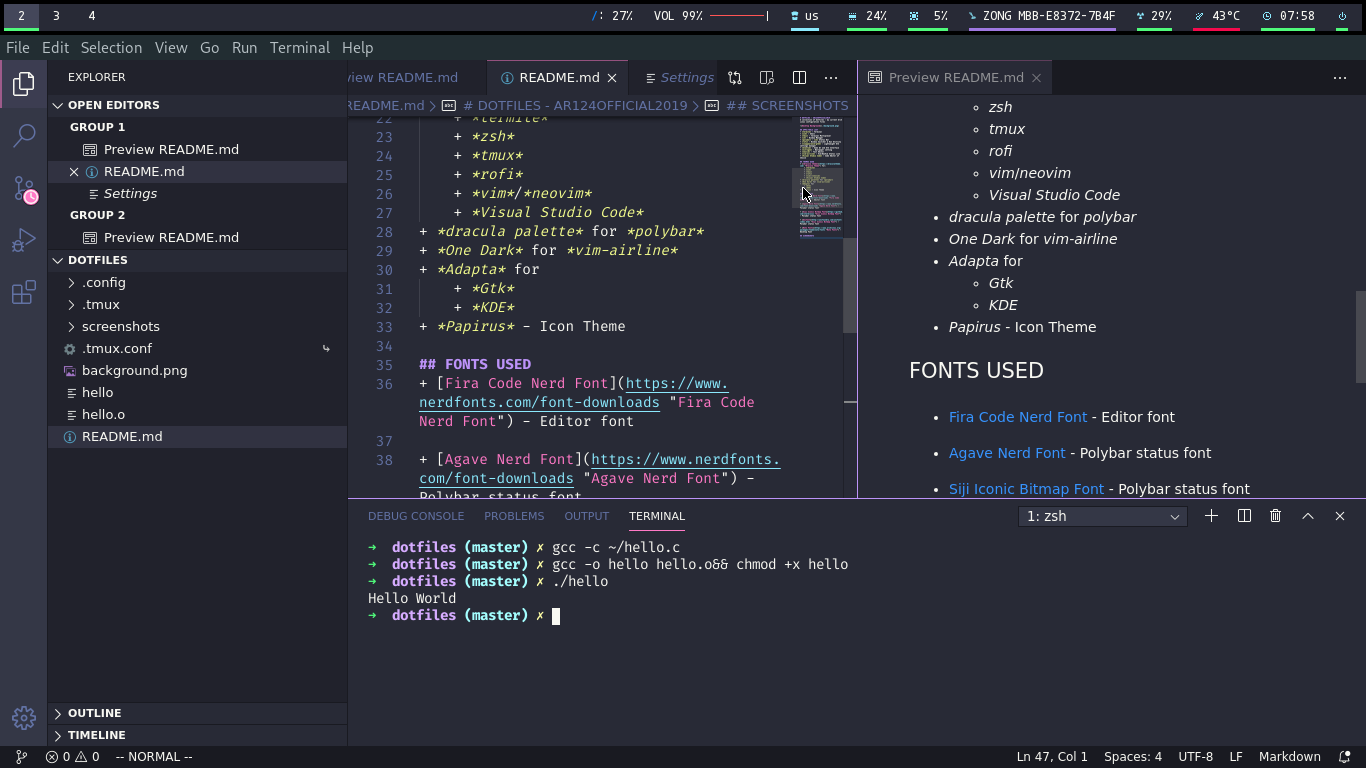 2 3 4 /: 27% VOL 99% us 24% 5% ZONG MBB-E8372-7B4F 29% 43°C 07:58
File Edit Selection View Go Run Terminal Help
EXPLORER
OPEN EDITORS
GROUP 1
Preview README.md
README.md
Settings
GROUP 2
Preview README.md
DOTFILES
.config
.tmux
screenshots
.tmux.conf
background.png
hello
hello.o
README.md
OUTLINE
TIMELINE
view README.md README.md Settings
README.md > # DOTFILES - AR124OFFICIAL2019 > ## SCREENSHOTS
22 + *termite*
23 + *zsh*
24 + *tmux*
25 + *rofi*
26 + *vim*/*neovim*
27 + *Visual Studio Code*
28 + *dracula palette* for *polybar*
29 + *One Dark* for *vim-airline*
30 + *Adapta* for
31 + *Gtk*
32 + *KDE*
33 + *Papirus* - Icon Theme
34
35 ## FONTS USED
36 + [Fira Code Nerd Font](https://www.
nerdfonts.com/font-downloads "Fira Code
Nerd Font") - Editor font
37
38 + [Agave Nerd Font](https://www.nerdfonts.
com/font-downloads "Agave Nerd Font") -
Polybar status font
Preview README.md
zsh
tmux
rofi
vim/neovim
Visual Studio Code
dracula palette for polybar
One Dark for vim-airline
Adapta for
Gtk
KDE
Papirus - Icon Theme
FONTS USED
Fira Code Nerd Font - Editor font
Agave Nerd Font - Polybar status font
Siji Iconic Bitmap Font - Polybar status font
DEBUG CONSOLE PROBLEMS OUTPUT TERMINAL 1: zsh
➜ dotfiles (master) ✗ gcc -c ~/hello.c
➜ dotfiles (master) ✗ gcc -o hello hello.o&& chmod +x hello
➜ dotfiles (master) ✗ ./hello
Hello World
➜ dotfiles (master) ✗
0 0 -- NORMAL -- Ln 47, Col 1 Spaces: 4 UTF-8 LF Markdown